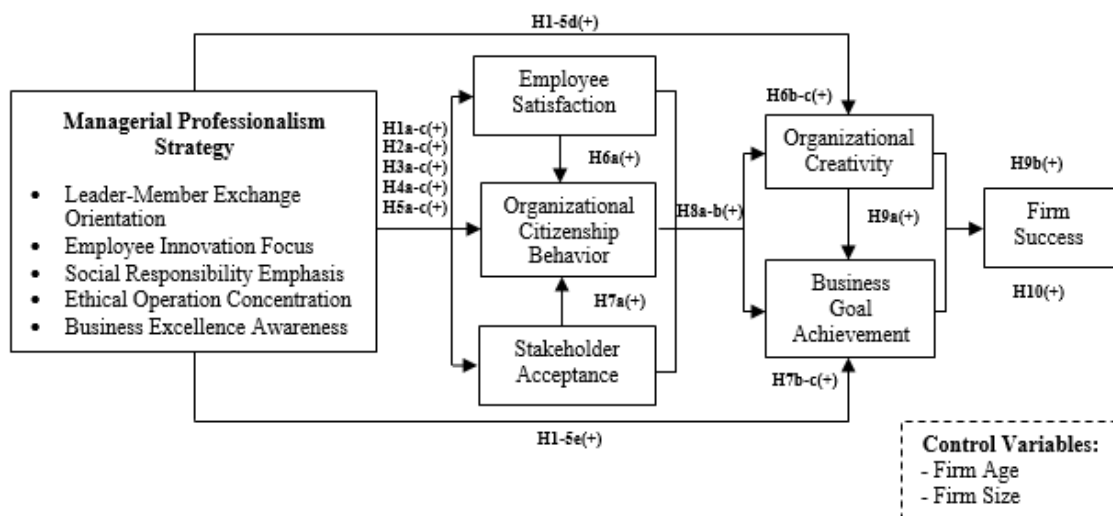 H1-5d(+)
Managerial Professionalism
Strategy
• Leader-Member Exchange
Orientation
• Employee Innovation Focus
• Social Responsibility Emphasis
• Ethical Operation Concentration
• Business Excellence Awareness
H1a-c(+)
H2a-c(+)
H3a-c(+)
H4a-c(+)
H5a-c(+)
Employee
Satisfaction
H6a(+)
Organizational
Citizenship
Behavior
H7a(+)
Stakeholder
Acceptance
H8a-b(+)
H6b-c(+)
Organizational
Creativity
H9a(+)
Business
Goal
Achievement
H7b-c(+)
H9b(+)
Firm
Success
H10(+)
H1-5e(+)
Control Variables:
- Firm Age
- Firm Size